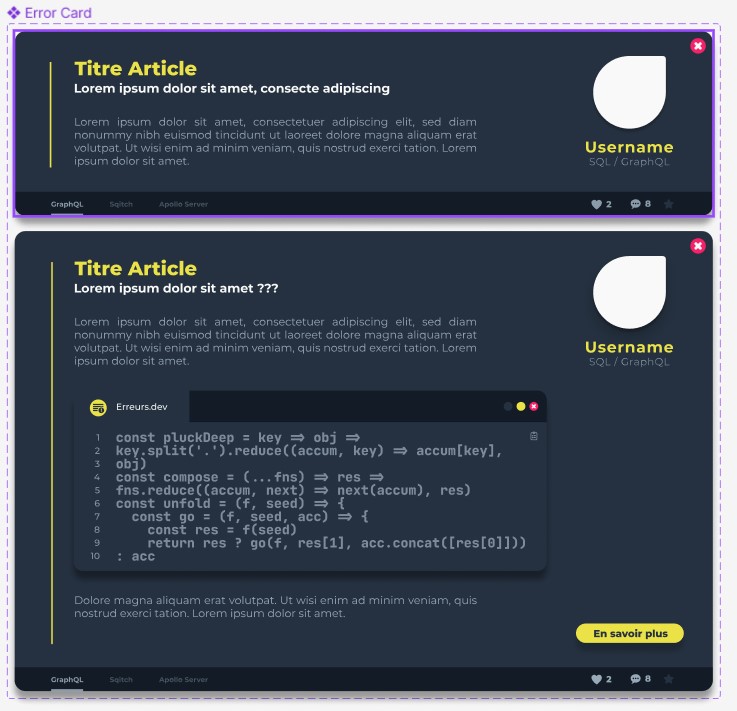 Error Card
Titre Article
Lorem ipsum dolor sit amet, consecte adipiscing
Lorem ipsum dolor sit amet, consectetuer adipiscing elit, sed diam
nonummy nibh euismod tincidunt ut laoreet dolore magna aliquam erat
volutpat. Ut wisi enim ad minim veniam, quis nostrud exerci tation. Lorem
ipsum dolor sit amet.
Username
SQL / GraphQL
GraphQL Sqitch Apollo Server 2 8
Titre Article
Lorem ipsum dolor sit amet ???
Lorem ipsum dolor sit amet, consectetuer adipiscing elit, sed diam
nonummy nibh euismod tincidunt ut laoreet dolore magna aliquam erat
volutpat. Ut wisi enim ad minim veniam, quis nostrud exerci tation. Lorem
ipsum dolor sit amet.
Username
SQL / GraphQL
Erreurs.dev
1 const pluckDeep = key => obj =>
2 key.split('.').reduce((accum, key) => accum[key],
3 obj)
4 const compose = (...fns) => res =>
5 fns.reduce((accum, next) => next(accum), res)
6 const unfold = (f, seed) => {
7 const go = (f, seed, acc) => {
8 const res = f(seed)
9 return res ? go(f, res[1], acc.concat([res[0]]))
10 : acc
Dolore magna aliquam erat volutpat. Ut wisi enim ad minim veniam, quis
nostrud exerci tation. Lorem ipsum dolor sit amet.
En savoir plus
GraphQL Sqitch Apollo Server 2 8